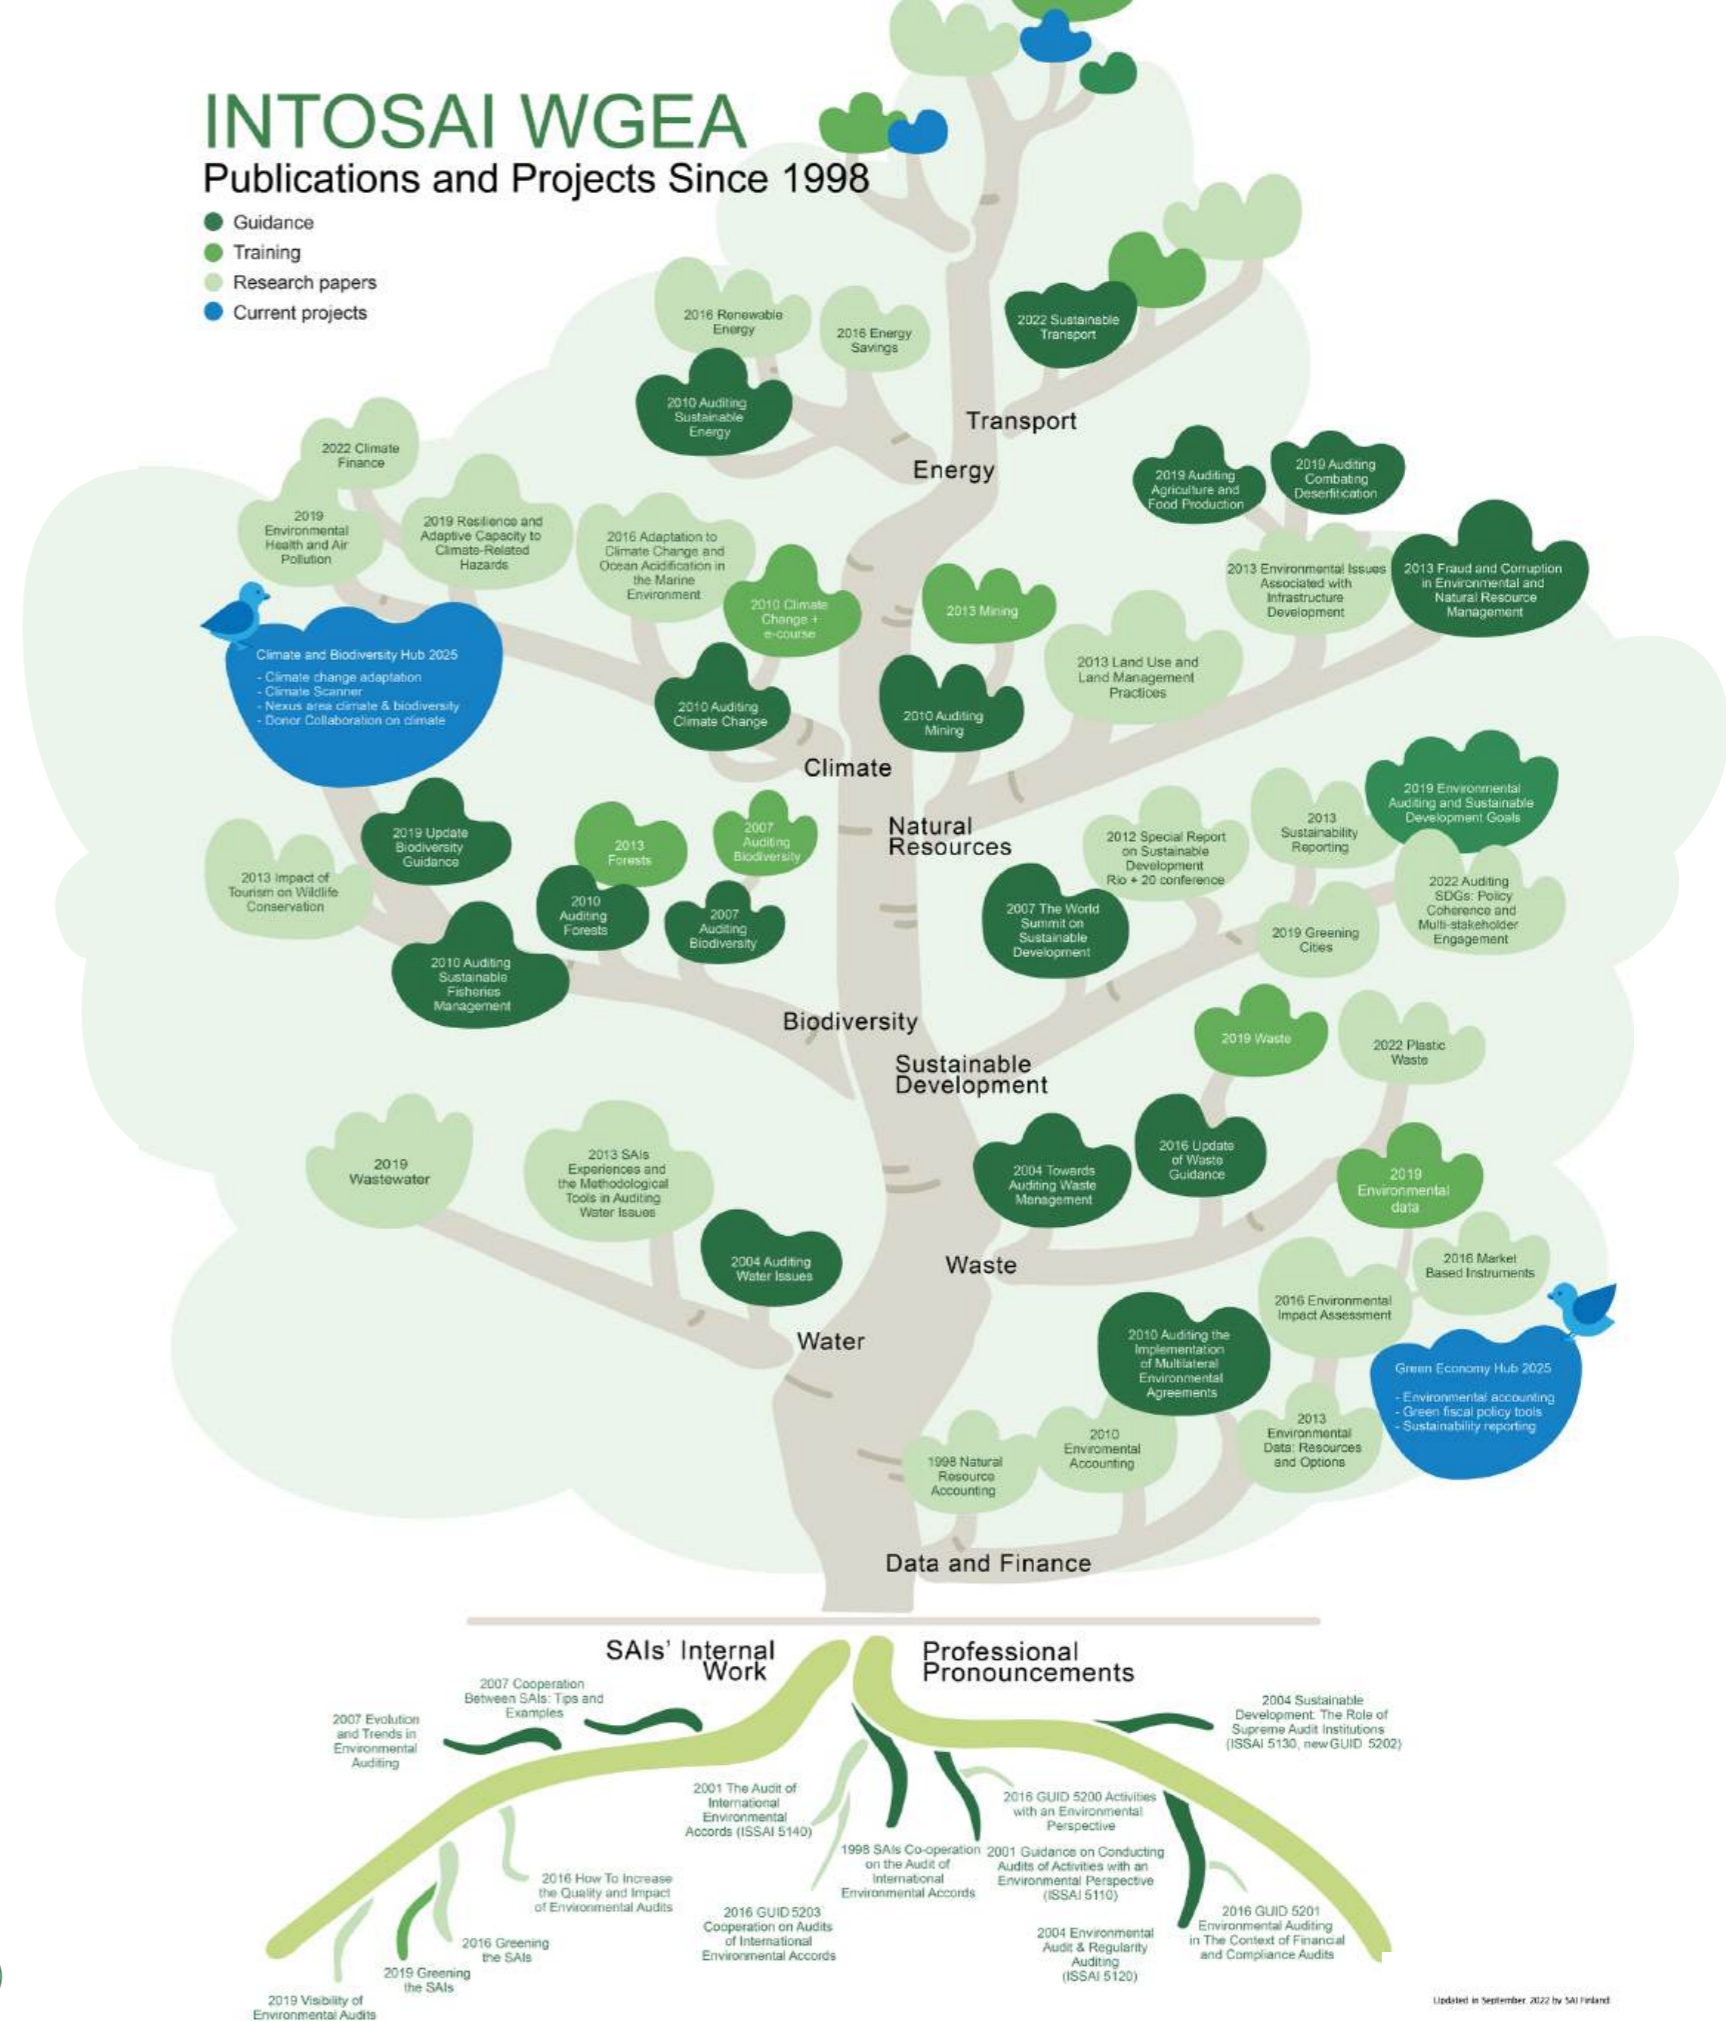 INTOSAI WGEA
Publications and Projects Since 1998
Guidance
Training
Research papers
Current projects
2016 Renewable
Energy
2016 Energy
Savings
2010 Auditing
Sustainable
Energy
Energy
2022 Sustainable
Transport
Transport
2022 Climate
Finance
2019
Environmental
Health and Air
Pollution
2019 Resilience and
Adaptive Capacity to
Climate-Related
Hazards
2016 Adaptation to
Climate Change and
Ocean Acidification in
the Marine
Environment
2010 Climate
Change +
e-course
2010 Auditing
Climate Change
Climate and Biodiversity Hub 2025
- Climate change adaptation
- Climate Scanner
- Nexus area climate & biodiversity
- Donor Collaboration on climate
Climate
2019 Auditing
Agriculture and
Food Production
2019 Auditing
Combating
Desertitication
2013 Environmental Issues
Associated with
Infrastructure
Development
2013 Fraud and Corruption
in Environmental and
Natural Resource
Management
2013 Mining
2013 Land Use and
Land Management
Practices
2010 Auditing
Mining
Natural
Resources
2013 Impact of
Tourism on Wildlife
Conservation
2019 Update
Biodiversity
Guidance
2013
Forests
2007
Auditing
Biodiversity
2010
Auditing
Forests
2007
Auditing
Biodiversity
2010 Auditing
Sustainable
Fisheries
Management
Biodiversity
2012 Special Report
on Sustainable
Development
Rio + 20 conference
2013
Sustainability
Reporting
2019 Environmental
Auditing and Sustainable
Development Goals
2007 The World
Summit on
Sustainable
Development
2019 Greening
Cities
2022 Auditing
SDGs: Policy
Coherence and
Multi-stakeholder
Engagement
Sustainable
Development
2019 Waste
2022 Plastic
Waste
2004 Towards
Auditing Waste
Management
2016 Update
of Waste
Guidance
Waste
2019
Wastewater
2013 SAIs
Experiences and
the Methodological
Tools in Auditing
Water Issues
2004 Auditing
Water Issues
Water
2019
Environmental
data
2016 Market
Based Instruments
2016 Environmental
Impact Assessment
2010 Auditing the
Implementation
of Multilateral
Environmental
Agreements
Green Economy Hub 2025
- Environmental accounting
- Green fiscal policy tools
- Sustainability reporting
1998 Natural
Resource
Accounting
2010
Enviromental
Accounting
2013
Environmental
Data: Resources
and Options
Data and Finance
SAIs' Internal
Work
2007 Cooperation
Between SAIs: Tips and
Examples
2007 Evolution
and Trends in
Environmental
Auditing
2016 How To Increase
the Quality and Impact
of Environmental Audits
2016 Greening
the SAIs
2019 Greening
the SAIs
2019 Visibility of
Environmental Audits
Professional
Pronouncements
2004 Sustainable
Development: The Role of
Supreme Audit Institutions
(ISSAI 5130, new GUID 5202)
2001 The Audit of
International
Environmental
Accords (ISSAI 5140)
2016 GUID 5200 Activities
with an Environmental
Perspective
1998 SAIs Co-operation
on the Audit of
International
Environmental Accords
2001 Guidance on Conducting
Audits of Activities with an
Environmental Perspective
(ISSAI 5110)
2016 GUID 5203
Cooperation on Audits
of International
Environmental Accords
2004 Environmental
Audit & Regularity
Auditing
(ISSAI 5120)
2016 GUID 5201
Environmental Auditing
in The Context of Financial
and Compliance Audits
Updated in September 2022 by SAI Finland